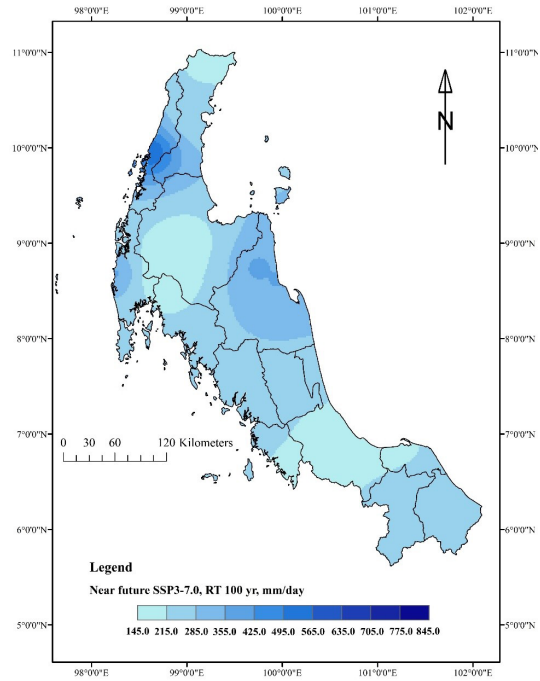 98°0'0"E 99°0'0"E 100°0'0"E 101°0'0"E 102°0'0"E
11°0'0"N 11°0'0"N
N
10°0'0"N 10°0'0"N
9°0'0"N 9°0'0"N
8°0'0"N 8°0'0"N
7°0'0"N 7°0'0"N
0 30 60 120 Kilometers
6°0'0"N 6°0'0"N
Legend
Near future SSP3-7.0, RT 100 yr, mm/day
145.0 215.0 285.0 355.0 425.0 495.0 565.0 635.0 705.0 775.0 845.0
5°0'0"N 5°0'0"N
98°0'0"E 99°0'0"E 100°0'0"E 101°0'0"E 102°0'0"E